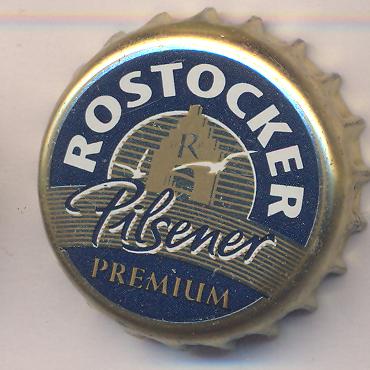 ROSTOCKER
R
Pilsener
PREMIUM